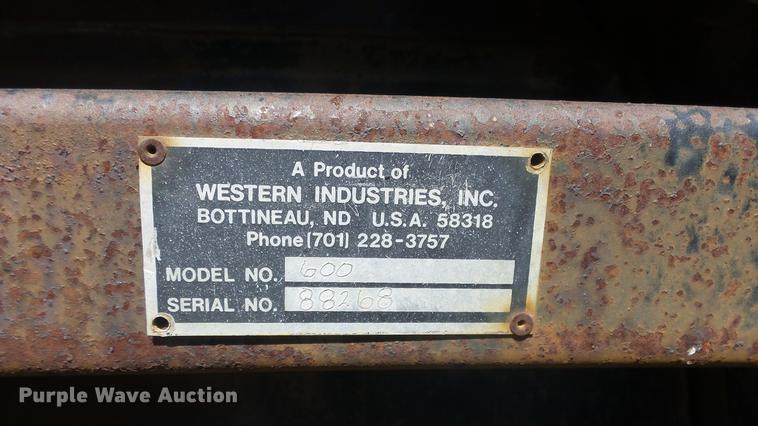 A Product of
WESTERN INDUSTRIES, INC.
BOTTINEAU, ND U.S.A. 58318
Phone (701) 228-3757
MODEL NO. 600
SERIAL NO. 88268
Purple Wave Auction